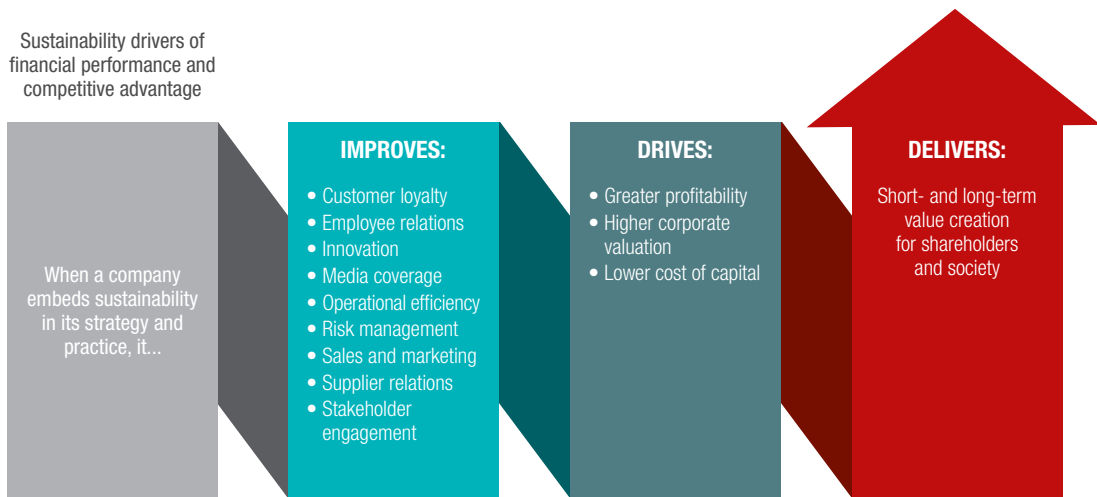 Sustainability drivers of
financial performance and
competitive advantage
When a company
embeds sustainability
in its strategy and
practice, it...
IMPROVES:
• Customer loyalty
• Employee relations
• Innovation
• Media coverage
• Operational efficiency
• Risk management
• Sales and marketing
• Supplier relations
• Stakeholder
engagement
DRIVES:
• Greater profitability
• Higher corporate
valuation
• Lower cost of capital
DELIVERS:
Short- and long-term
value creation
for shareholders
and society